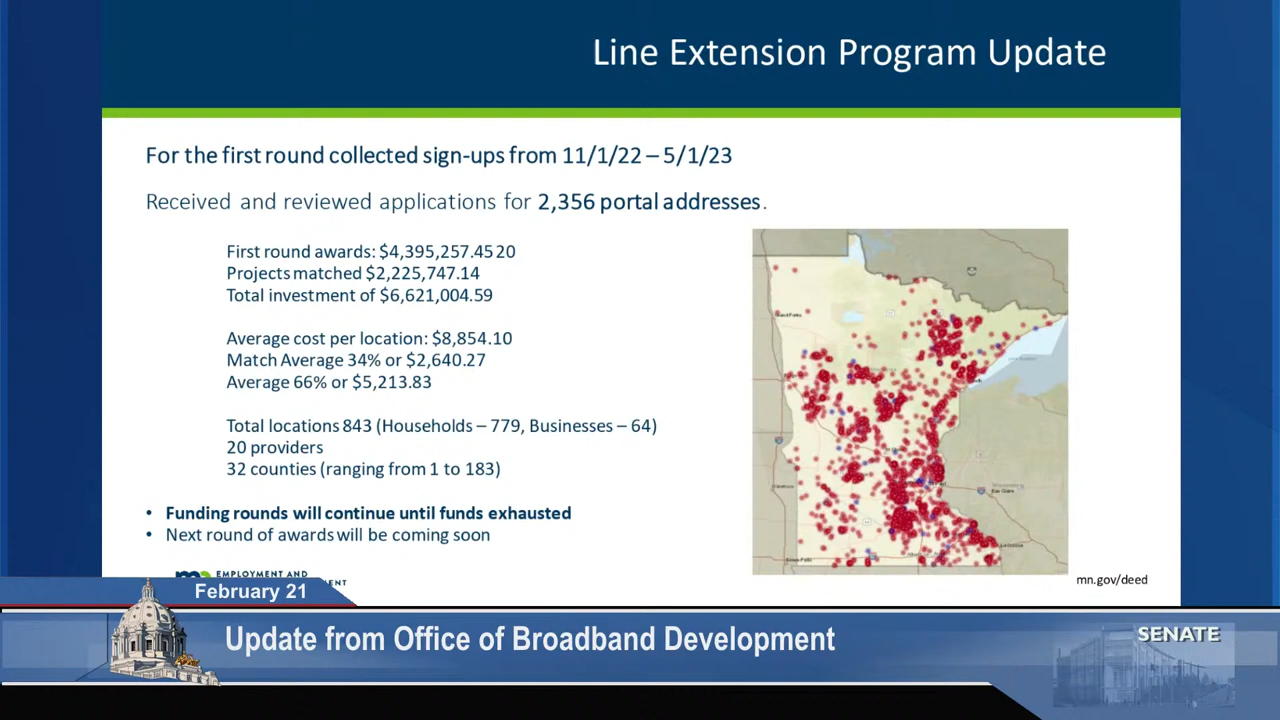 Line Extension Program Update
For the first round collected sign-ups from 11/1/22 – 5/1/23
Received and reviewed applications for 2,356 portal addresses.
First round awards: $4,395,257.45 20
Projects matched $2,225,747.14
Total investment of $6,621,004.59
Average cost per location: $8,854.10
Match Average 34% or $2,640.27
Average 66% or $5,213.83
Total locations 843 (Households – 779, Businesses – 64)
20 providers
32 counties (ranging from 1 to 183)
• Funding rounds will continue until funds exhausted
• Next round of awards will be coming soon
EMPLOYMENT AND
mn.gov/deed
February 21
Update from Office of Broadband Development
SENATE